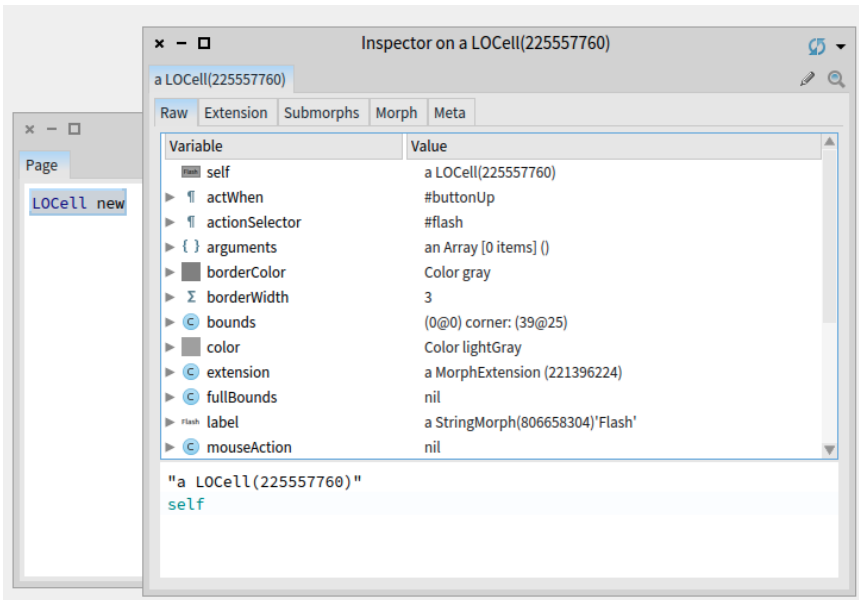 Inspector on a LOCell(225557760)
a LOCell(225557760)
Raw Extension Submorphs Morph Meta
Variable Value
Flash self a LOCell(225557760)
¶ actWhen #buttonUp
¶ actionSelector #flash
{ } arguments an Array [0 items] ()
borderColor Color gray
Σ borderWidth 3
C bounds (0@0) corner: (39@25)
color Color lightGray
C extension a MorphExtension (221396224)
C fullBounds nil
Flash label a StringMorph(806658304)'Flash'
C mouseAction nil
"a LOCell(225557760)"
self
Page
LOCell new